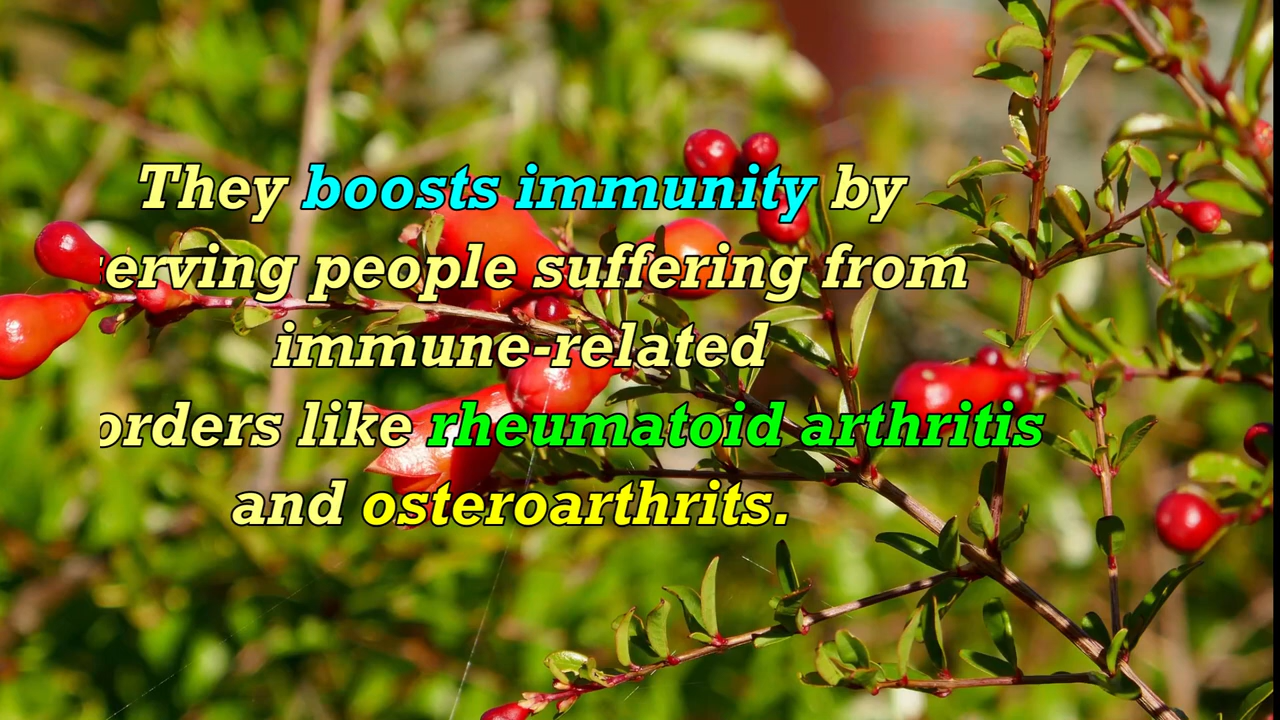 They boosts immunity by
serving people suffering from
immune-related
orders like rheumatoid arthritis
and osteroarthrits.